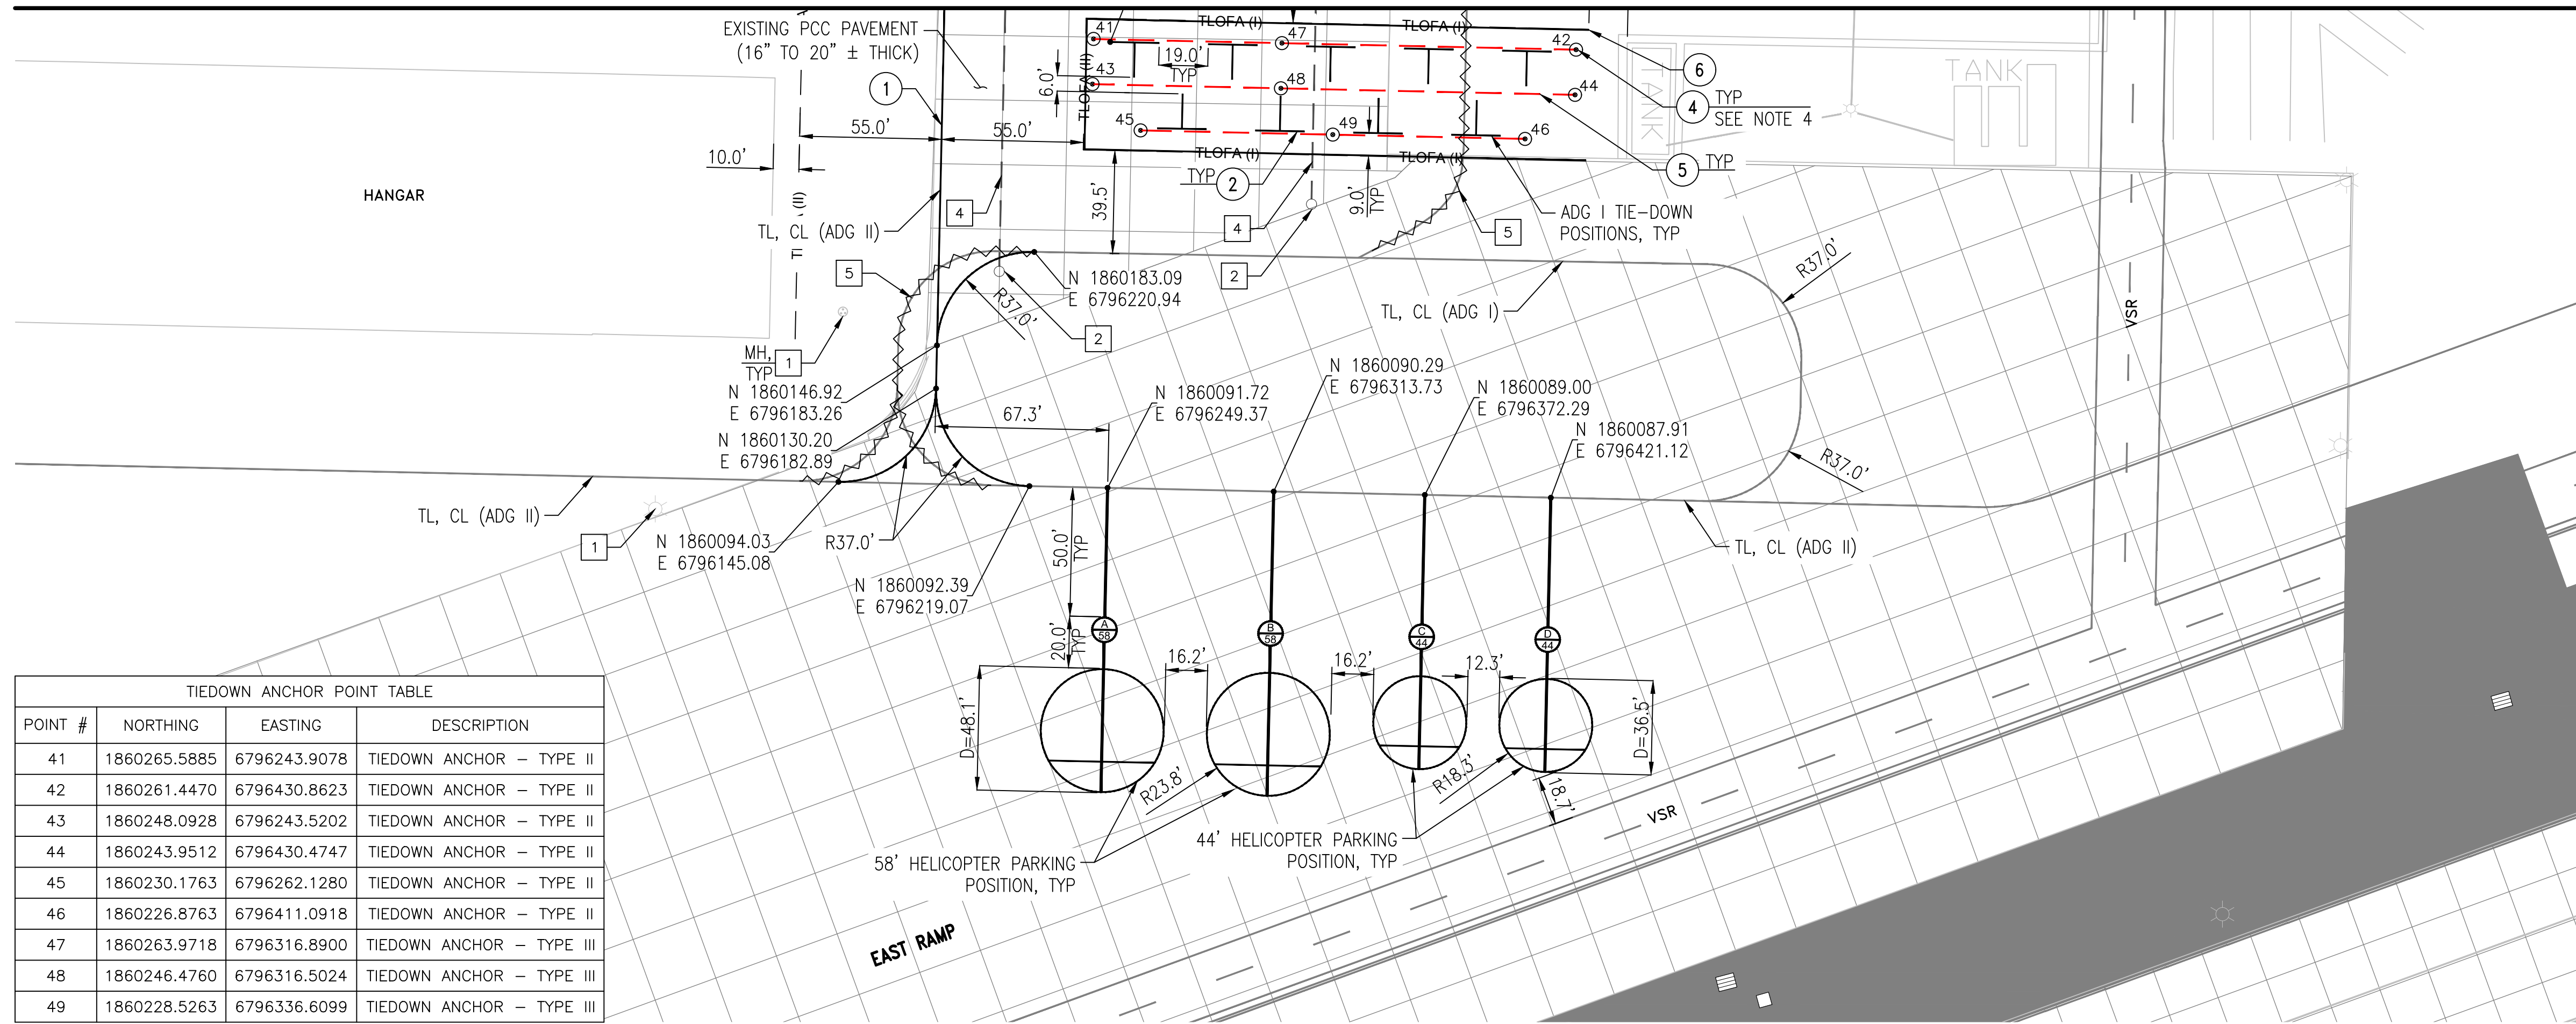 EXISTING PCC PAVEMENT
(16" TO 20" ± THICK)
TLOFA (I)
TLOFA (I)
41
47
42
19.0'
TYP
43
48
44
6.0'
TLOFA (II)
45
49
46
TLOFA (I)
TLOFA (I)
1
6
4
TYP
SEE NOTE 4
5
TYP
TANK
TANK
55.0'
55.0'
10.0'
HANGAR
TL (II)
TL, CL (ADG II)
4
39.5'
TYP
2
4
9.0'
TYP
5
ADG I TIE-DOWN
POSITIONS, TYP
5
2
2
R37.0'
N 1860183.09
E 6796220.94
TL, CL (ADG I)
R37.0'
VSR
MH,
TYP
1
N 1860146.92
E 6796183.26
N 1860130.20
E 6796182.89
67.3'
N 1860091.72
E 6796249.37
N 1860090.29
E 6796313.73
N 1860089.00
E 6796372.29
N 1860087.91
E 6796421.12
R37.0'
TL, CL (ADG II)
1
N 1860094.03
E 6796145.08
R37.0'
N 1860092.39
E 6796219.07
50.0'
TYP
TL, CL (ADG II)
20.0'
TYP
A
58
B
58
C
44
D
44
16.2'
16.2'
12.3'
D=48.1'
D=36.5'
R23.8'
R18.3'
18.7'
58' HELICOPTER PARKING
POSITION, TYP
44' HELICOPTER PARKING
POSITION, TYP
VSR
EAST RAMP
TIEDOWN ANCHOR POINT TABLE
POINT # NORTHING EASTING DESCRIPTION
41 1860265.5885 6796243.9078 TIEDOWN ANCHOR – TYPE II
42 1860261.4470 6796430.8623 TIEDOWN ANCHOR – TYPE II
43 1860248.0928 6796243.5202 TIEDOWN ANCHOR – TYPE II
44 1860243.9512 6796430.4747 TIEDOWN ANCHOR – TYPE II
45 1860230.1763 6796262.1280 TIEDOWN ANCHOR – TYPE II
46 1860226.8763 6796411.0918 TIEDOWN ANCHOR – TYPE II
47 1860263.9718 6796316.8900 TIEDOWN ANCHOR – TYPE III
48 1860246.4760 6796316.5024 TIEDOWN ANCHOR – TYPE III
49 1860228.5263 6796336.6099 TIEDOWN ANCHOR – TYPE III